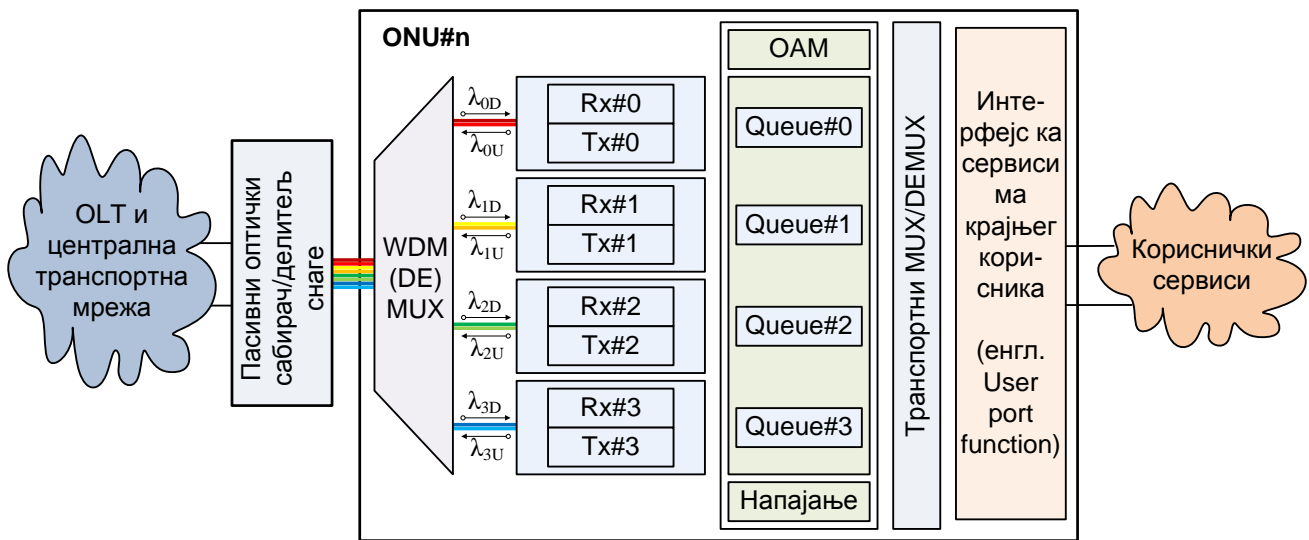 ONU#n
OLT и
централна
транспортна
мрежа
Пасивни оптички
сабирач/делитељ
снаге
WDM
(DE)
MUX
λ0D
λ0U
Rx#0
Tx#0
λ1D
λ1U
Rx#1
Tx#1
λ2D
λ2U
Rx#2
Tx#2
λ3D
λ3U
Rx#3
Tx#3
OAM
Queue#0
Queue#1
Queue#2
Queue#3
Напајање
Транспортни MUX/DEMUX
Инте-
рфејс ка
сервиси
ма
крајњег
кори-
сника
(енгл.
User
port
function)
Кориснички
сервиси